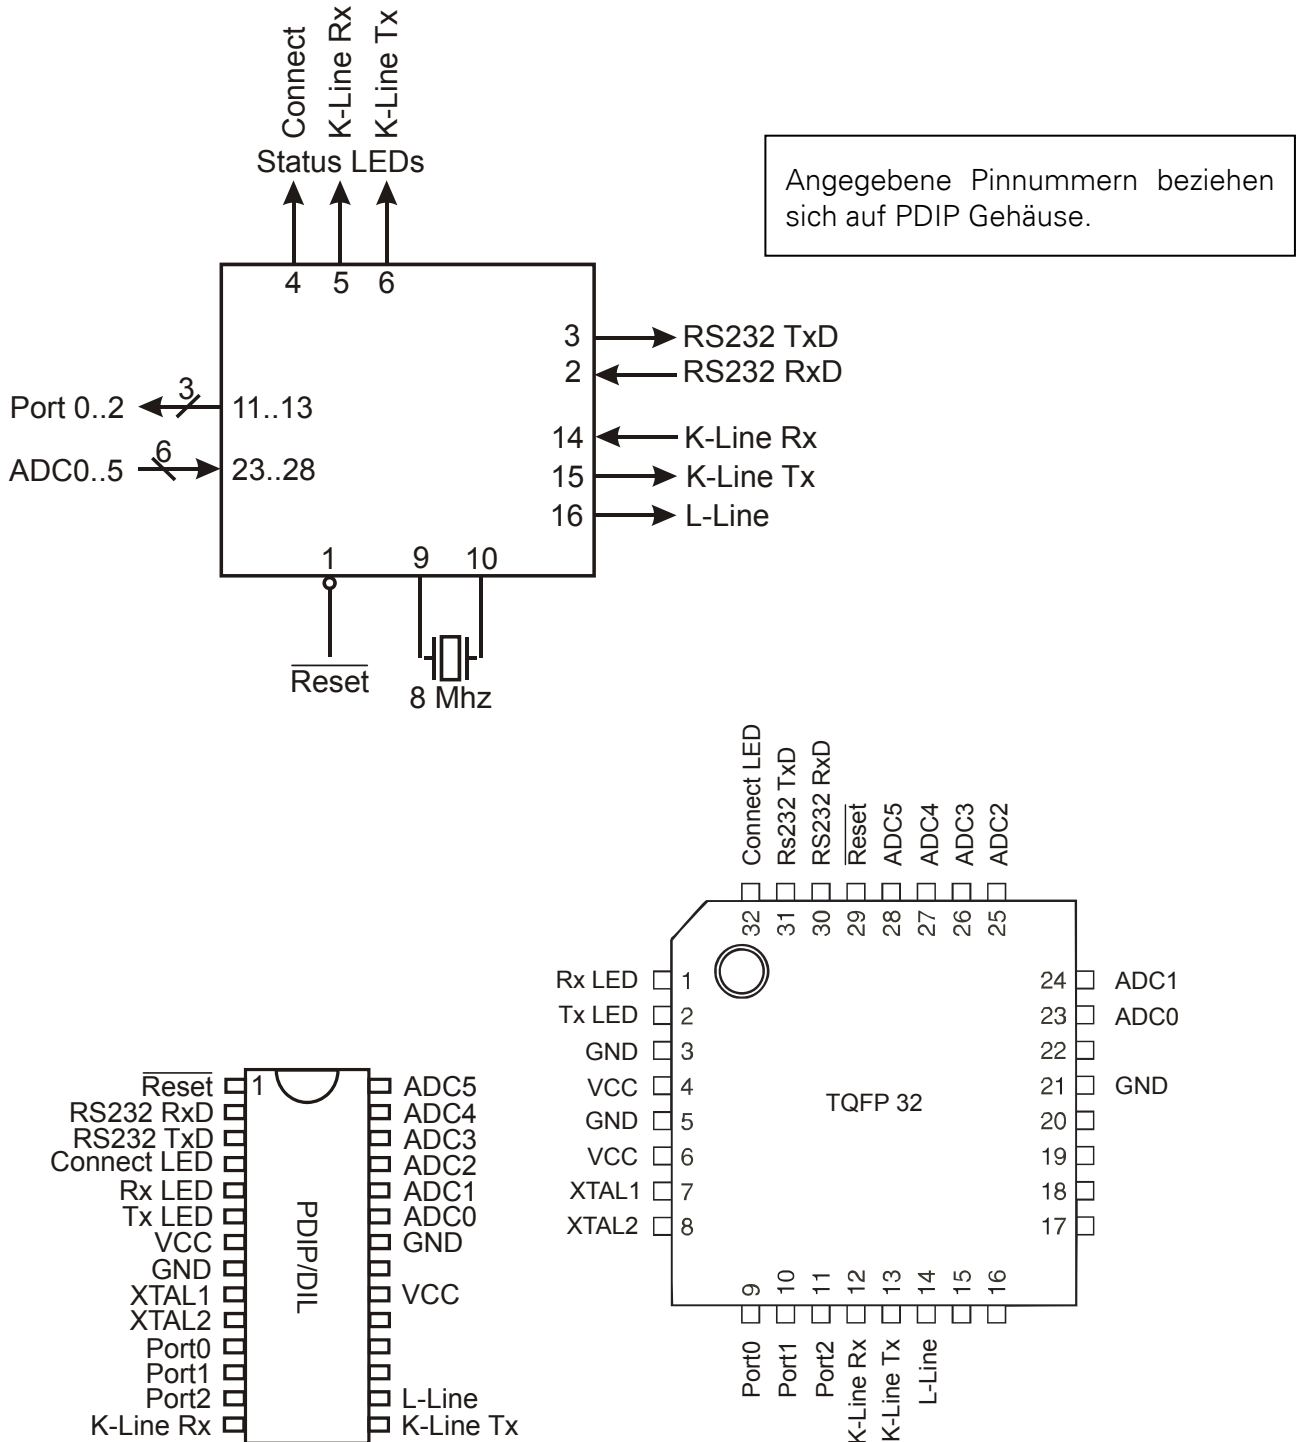 Connect
K-Line Rx
K-Line Tx
Status LEDs
Angegebene Pinnummern beziehen
sich auf PDIP Gehäuse.
4 5 6
3 RS232 TxD
2 RS232 RxD
Port 0..2 3 11..13
14 K-Line Rx
ADC0..5 6 23..28
15 K-Line Tx
16 L-Line
1 9 10
Reset
8 Mhz
Connect LED
Rs232 TxD
RS232 RxD
Reset
ADC5
ADC4
ADC3
ADC2
32 31 30 29 28 27 26 25
Rx LED 1 24 ADC1
Tx LED 2 23 ADC0
GND 3 22
VCC 4 21 GND
TQFP 32
GND 5 20
VCC 6 19
XTAL1 7 18
XTAL2 8 17
9 10 11 12 13 14 15 16
Port0
Port1
Port2
K-Line Rx
K-Line Tx
L-Line
Reset 1 ADC5
RS232 RxD ADC4
RS232 TxD ADC3
Connect LED ADC2
Rx LED ADC1
Tx LED ADC0
VCC GND
GND
XTAL1 VCC
XTAL2
Port0
Port1
Port2 L-Line
K-Line Rx K-Line Tx
PDIP/DIL